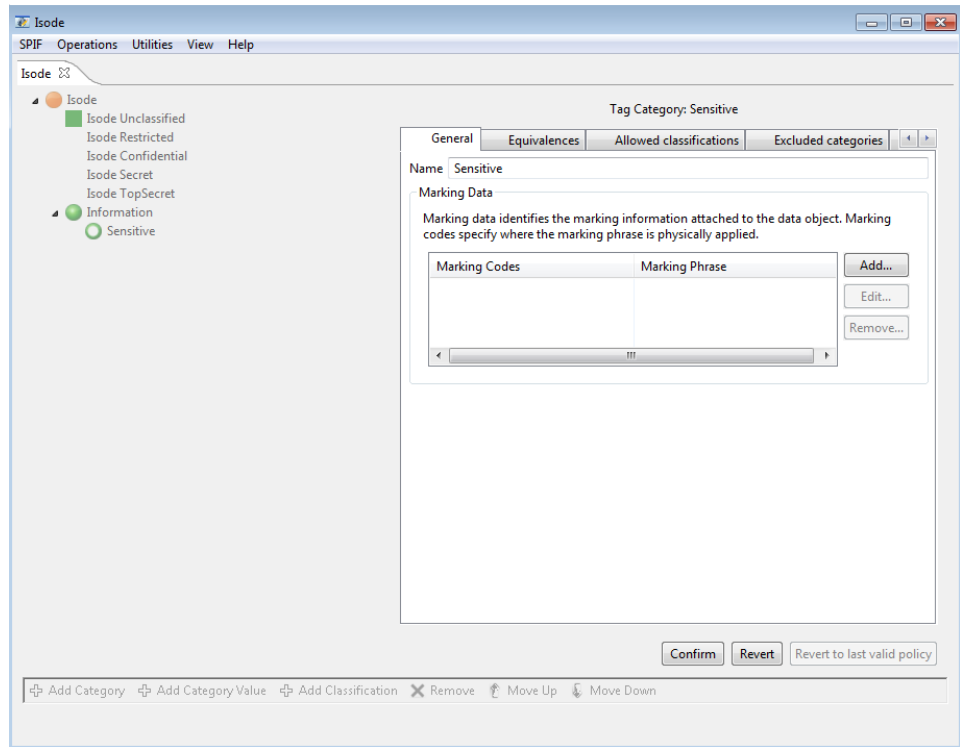 Isode
SPIF Operations Utilities View Help
Isode
Isode
Isode Unclassified
Isode Restricted
Isode Confidential
Isode Secret
Isode TopSecret
Information
Sensitive
Tag Category: Sensitive
General Equivalences Allowed classifications Excluded categories
Name Sensitive
Marking Data
Marking data identifies the marking information attached to the data object. Marking
codes specify where the marking phrase is physically applied.
Marking Codes Marking Phrase
Add...
Edit...
Remove...
Confirm Revert Revert to last valid policy
Add Category Add Category Value Add Classification Remove Move Up Move Down